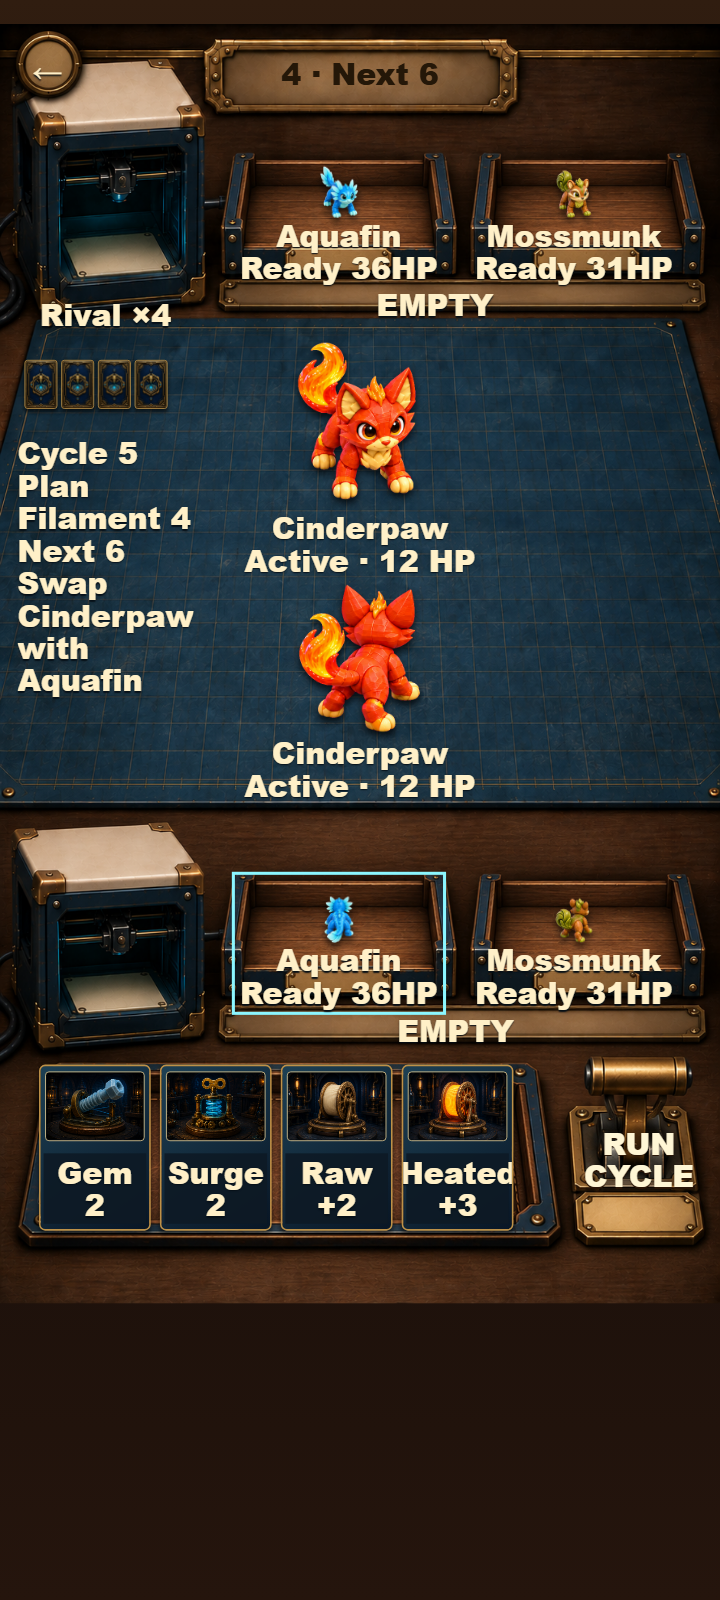 ←
4 · Next 6
Aquafin
Ready 36HP
Mossmunk
Ready 31HP
EMPTY
Rival ×4
Cycle 5
Plan
Filament 4
Next 6
Swap
Cinderpaw
with
Aquafin
Cinderpaw
Active · 12 HP
Cinderpaw
Active · 12 HP
Aquafin
Ready 36HP
Mossmunk
Ready 31HP
EMPTY
Gem
2
Surge
2
Raw
+2
Heated
+3
RUN
CYCLE